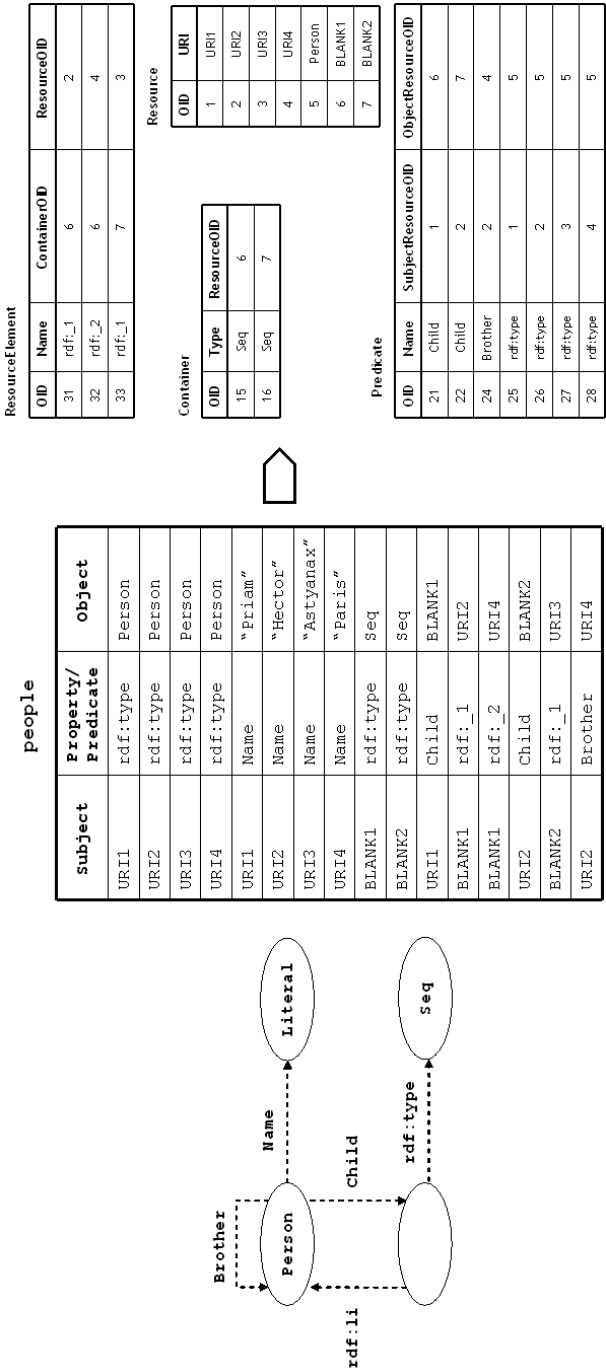 Brother
Person
Name
Literal
rdf:li
Child
rdf:type
Seq
people
Subject Property/ Object
Predicate
URI1 rdf:type Person
URI2 rdf:type Person
URI3 rdf:type Person
URI4 rdf:type Person
URI1 Name "Priam"
URI2 Name "Hector"
URI3 Name "Astyanax"
URI4 Name "Paris"
BLANK1 rdf:type Seq
BLANK2 rdf:type Seq
URI1 Child BLANK1
BLANK1 rdf:_1 URI2
BLANK1 rdf:_2 URI4
URI2 Child BLANK2
BLANK2 rdf:_1 URI3
URI2 Brother URI4
ResourceElement
OID Name ContainerOID ResourceOID
31 rdf:_1 6 2
32 rdf:_2 6 4
33 rdf:_1 7 3
Container
OID Type ResourceOID
15 Seq 6
16 Seq 7
Resource
OID URI
1 URI1
2 URI2
3 URI3
4 URI4
5 Person
6 BLANK1
7 BLANK2
Predicate
OID Name SubjectResourceOID ObjectResourceOID
21 Child 1 6
22 Child 2 7
24 Brother 2 4
25 rdf:type 1 5
26 rdf:type 2 5
27 rdf:type 3 5
28 rdf:type 4 5